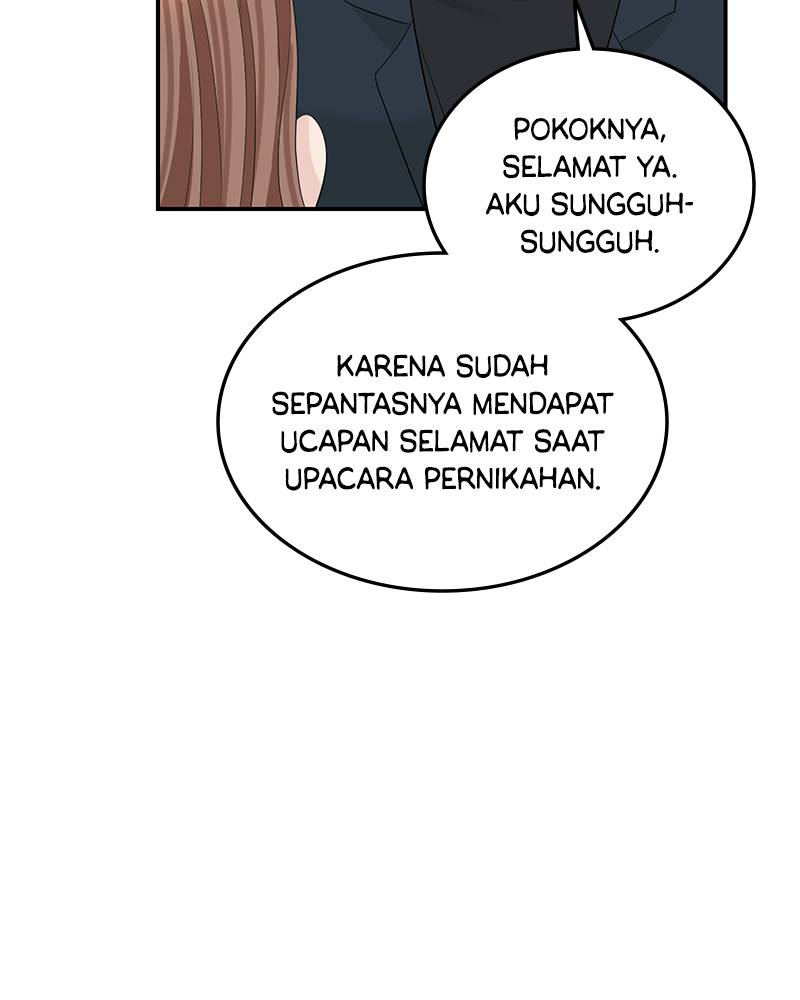 POKOKNYA,
SELAMAT YA.
AKU SUNGGUH-
SUNGGUH.
KARENA SUDAH
SEPANTASNYA MENDAPAT
UCAPAN SELAMAT SAAT
UPACARA PERNIKAHAN.